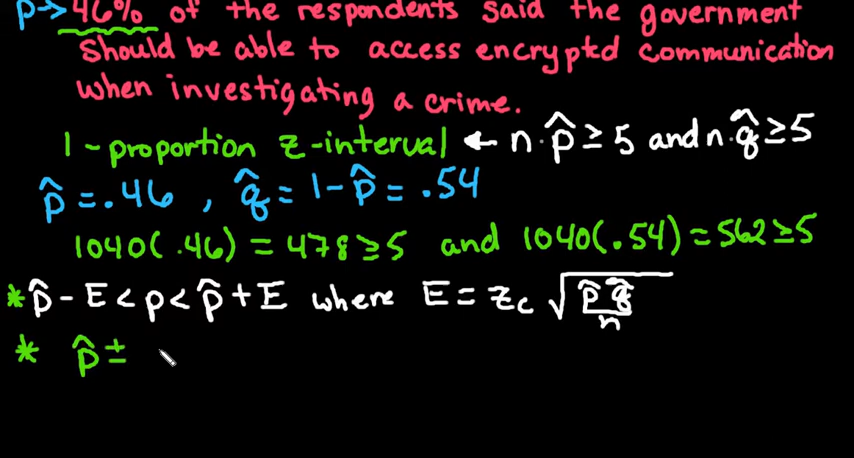 p̂→ 46% of the respondents said the government
should be able to access encrypted communication
when investigating a crime.
1-proportion z-interval ← n·p̂ ≥ 5 and n·q̂ ≥ 5
p̂ = .46 , q̂ = 1-p̂ = .54
1040(.46) = 478 ≥ 5 and 1040(.54) = 562 ≥ 5
* p̂ - E < p < p̂ + E where E = z_c √(p̂ q̂ / n)
* p̂ ±